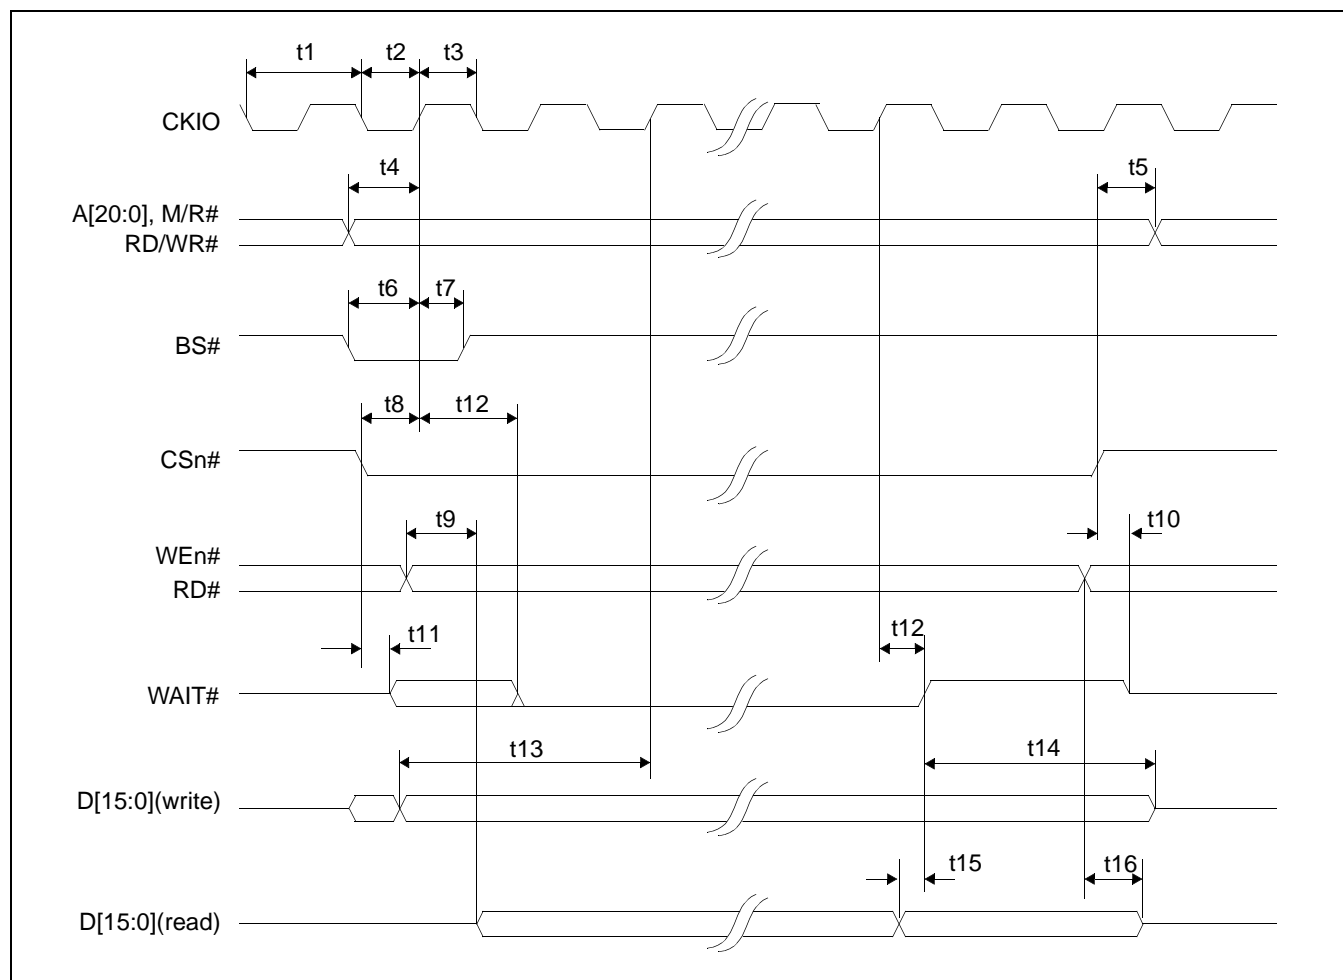 t1 t2 t3
CKIO
t4 t5
A[20:0], M/R#
RD/WR#
t6 t7
BS#
t8 t12
CSn#
t9 t10
WEn#
RD#
t11 t12
WAIT#
t13 t14
D[15:0](write)
t15 t16
D[15:0](read)